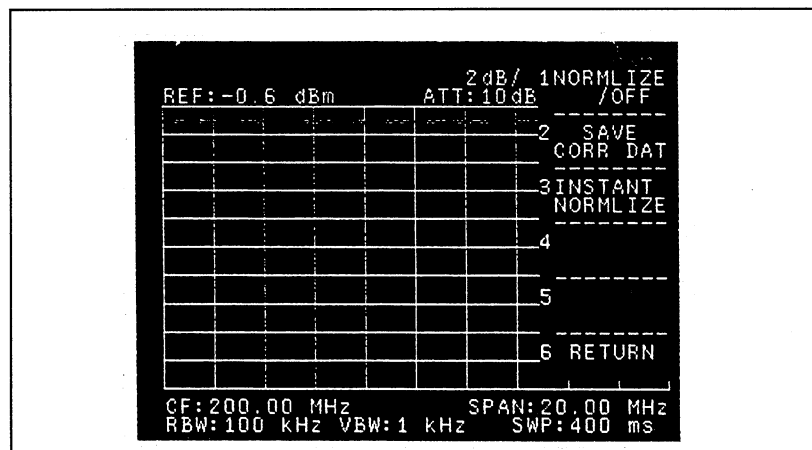 2dB/ 1NORMLIZE
REF:-0.6 dBm ATT:10dB /OFF
2 SAVE
CORR DAT
3INSTANT
NORMLIZE
4
5
6 RETURN
CF:200.00 MHz SPAN:20.00 MHz
RBW:100 kHz VBW:1 kHz SWP:400 ms